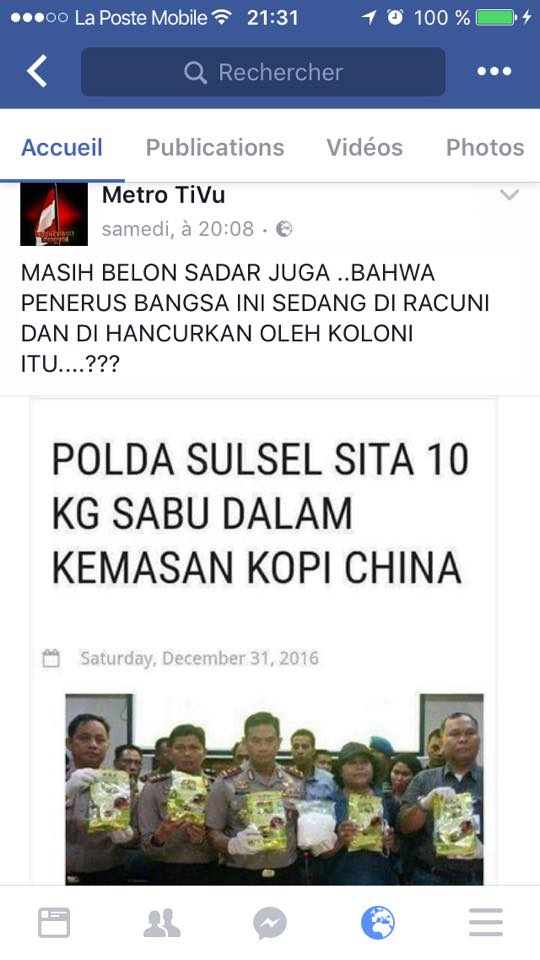 La Poste Mobile 21:31 100 %
Rechercher
Accueil Publications Vidéos Photos
Metro TiVu
samedi, à 20:08 ·
MASIH BELON SADAR JUGA ..BAHWA
PENERUS BANGSA INI SEDANG DI RACUNI
DAN DI HANCURKAN OLEH KOLONI
ITU....???
POLDA SULSEL SITA 10
KG SABU DALAM
KEMASAN KOPI CHINA
Saturday, December 31, 2016